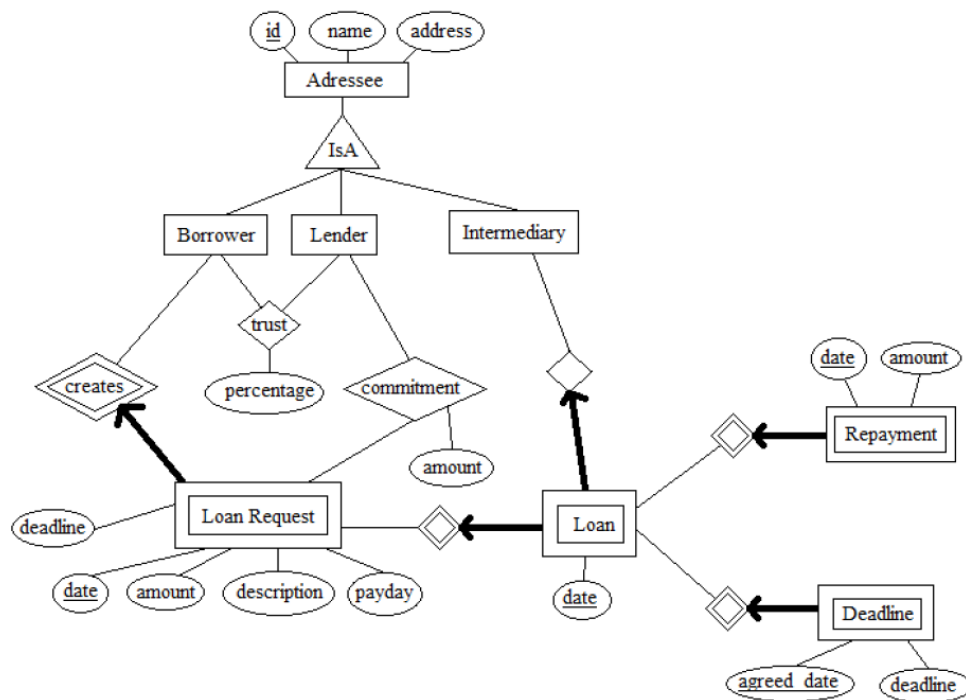 id
name
address
Adressee
IsA
Borrower
Lender
Intermediary
trust
creates
percentage
commitment
date
amount
Repayment
amount
Loan Request
Loan
deadline
date
amount
description
payday
date
Deadline
agreed_date
deadline